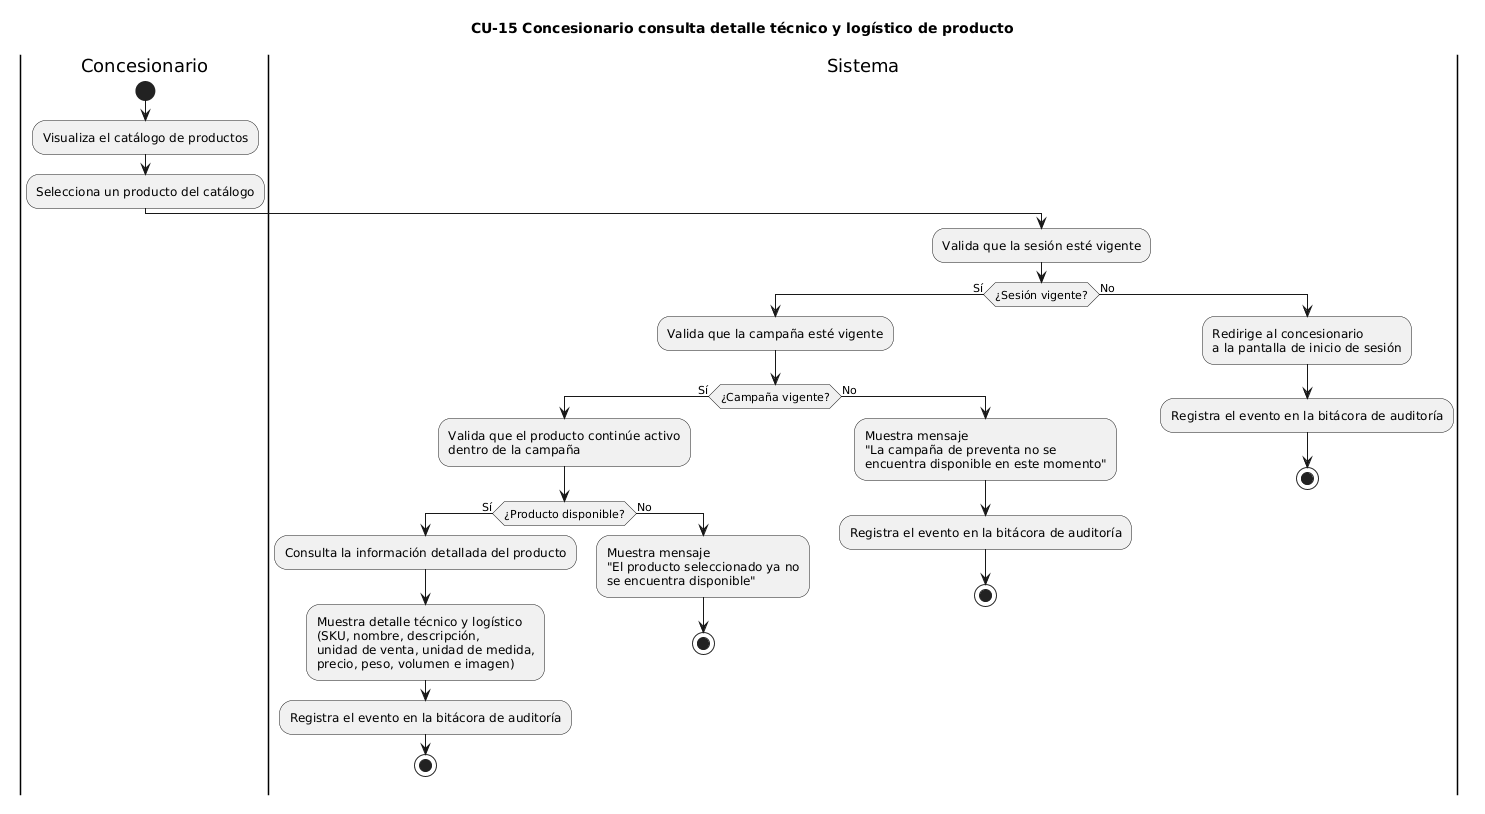 CU-15 Concesionario consulta detalle técnico y logístico de producto
Concesionario
Sistema
Visualiza el catálogo de productos
Selecciona un producto del catálogo
Valida que la sesión esté vigente
¿Sesión vigente?
Sí
No
Valida que la campaña esté vigente
Redirige al concesionario
a la pantalla de inicio de sesión
¿Campaña vigente?
Sí
No
Registra el evento en la bitácora de auditoría
Valida que el producto continúe activo
dentro de la campaña
Muestra mensaje
"La campaña de preventa no se
encuentra disponible en este momento"
¿Producto disponible?
Sí
No
Registra el evento en la bitácora de auditoría
Consulta la información detallada del producto
Muestra mensaje
"El producto seleccionado ya no
se encuentra disponible"
Muestra detalle técnico y logístico
(SKU, nombre, descripción,
unidad de venta, unidad de medida,
precio, peso, volumen e imagen)
Registra el evento en la bitácora de auditoría